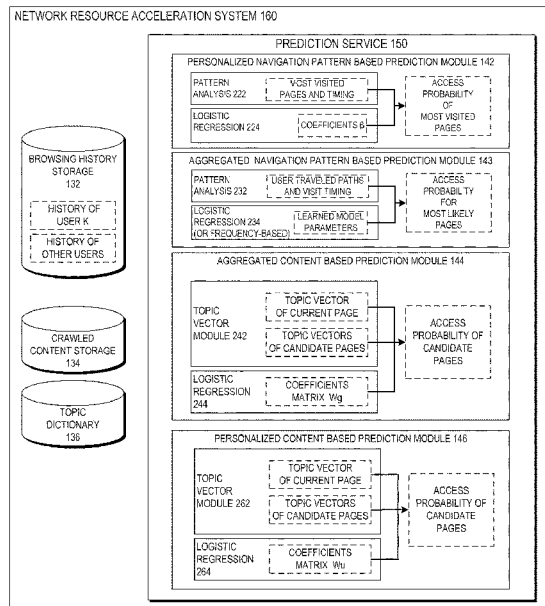 NETWORK RESOURCE ACCELERATION SYSTEM 160
BROWSING HISTORY
STORAGE
132
HISTORY OF
USER K
HISTORY OF
OTHER USERS
CRAWLED
CONTENT STORAGE
134
TOPIC
DICTIONARY
136
PREDICTION SERVICE 150
PERSONALIZED NAVIGATION PATTERN BASED PREDICTION MODULE 142
PATTERN
ANALYSIS 222
MOST VISITED
PAGES AND TIMING
LOGISTIC
REGRESSION 224
COEFFICIENTS β
ACCESS
PROBABILITY
OF
MOST VISITED
PAGES
AGGREGATED NAVIGATION PATTERN BASED PREDICTION MODULE 143
PATTERN
ANALYSIS 232
USER TRAVELED PATHS
AND VISIT TIMING
LOGISTIC
REGRESSION 234
(OR FREQUENCY-BASED)
LEARNED MODEL
PARAMETERS
ACCESS
PROBABILITY
FOR
MOST LIKELY
PAGES
AGGREGATED CONTENT BASED PREDICTION MODULE 144
TOPIC
VECTOR
MODULE 242
TOPIC VECTOR
OF CURRENT PAGE
TOPIC VECTORS
OF CANDIDATE PAGES
LOGISTIC
REGRESSION
244
COEFFICIENTS
MATRIX Wg
ACCESS
PROBABILITY OF
CANDIDATE
PAGES
PERSONALIZED CONTENT BASED PREDICTION MODULE 146
TOPIC
VECTOR
MODULE 262
TOPIC VECTOR
OF CURRENT PAGE
TOPIC VECTORS
OF CANDIDATE PAGES
LOGISTIC
REGRESSION
264
COEFFICIENTS
MATRIX Wu
ACCESS
PROBABILITY OF
CANDIDATE
PAGES